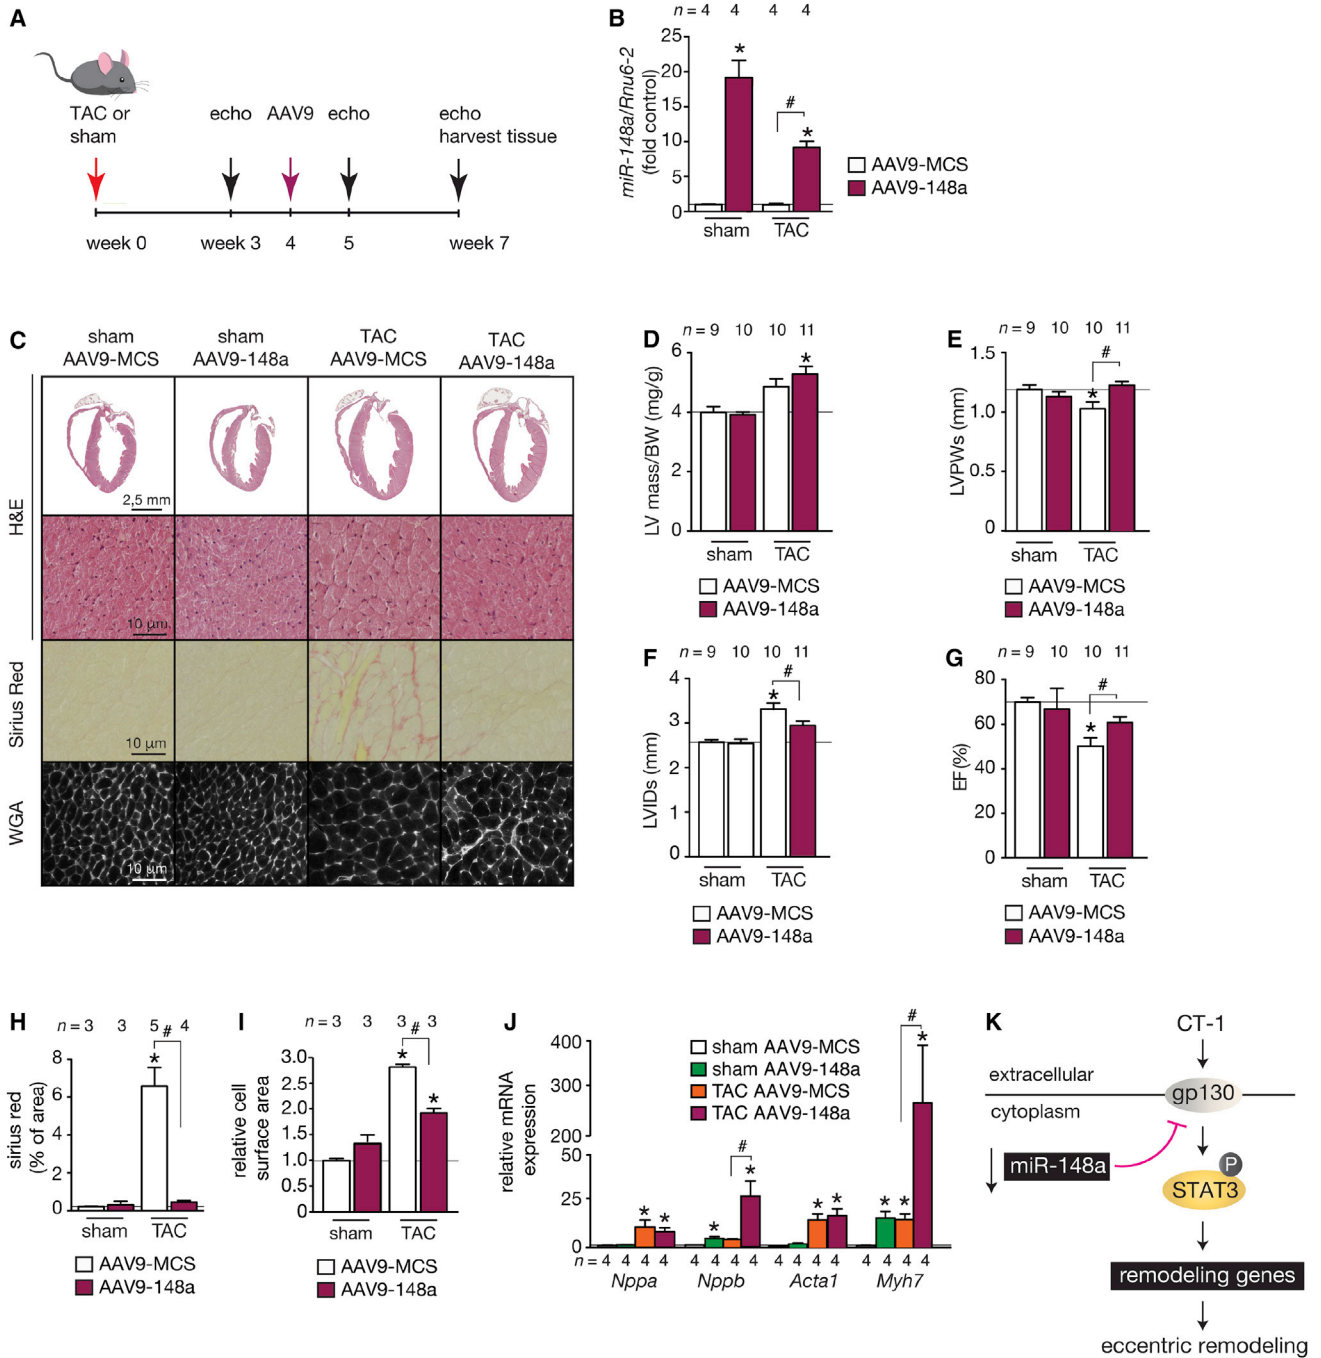 A
TAC or
sham
echo
AAV9
echo
echo
harvest tissue
week 0
week 3
4
5
week 7
B
n = 4 4 4 4
miR-148a/Rnu6-2
(fold control)
25
20
15
10
5
0
*
#
*
sham
TAC
AAV9-MCS
AAV9-148a
C
sham
AAV9-MCS
sham
AAV9-148a
TAC
AAV9-MCS
TAC
AAV9-148a
H&E
2,5 mm
10 µm
Sirius Red
10 µm
WGA
10 µm
D
n = 9 10 10 11
LV mass/BW (mg/g)
6
4
2
0
*
sham
TAC
AAV9-MCS
AAV9-148a
E
n = 9 10 10 11
LVPWs (mm)
1.5
1.0
0.5
0
#
*
sham
TAC
AAV9-MCS
AAV9-148a
F
n = 9 10 10 11
LVIDs (mm)
4
3
2
1
0
#
*
sham
TAC
AAV9-MCS
AAV9-148a
G
n = 9 10 10 11
EF (%)
80
60
40
20
0
#
*
sham
TAC
AAV9-MCS
AAV9-148a
H
n = 3 3 5 4
sirius red
(% of area)
8
6
4
2
0
#
*
sham
TAC
AAV9-MCS
AAV9-148a
I
n = 3 3 3 3
relative cell
surface area
3.0
2.5
2.0
1.5
1.0
0.5
0
#
*
*
sham
TAC
AAV9-MCS
AAV9-148a
J
relative mRNA
expression
400
300
200
50
25
0
sham AAV9-MCS
sham AAV9-148a
TAC AAV9-MCS
TAC AAV9-148a
* *
* # *
* *
* * # *
n = 4 4 4 4 4 4 4 4 4 4 4 4 4 4 4 4
Nppa
Nppb
Acta1
Myh7
K
CT-1
extracellular
gp130
cytoplasm
miR-148a
P
STAT3
remodeling genes
eccentric remodeling